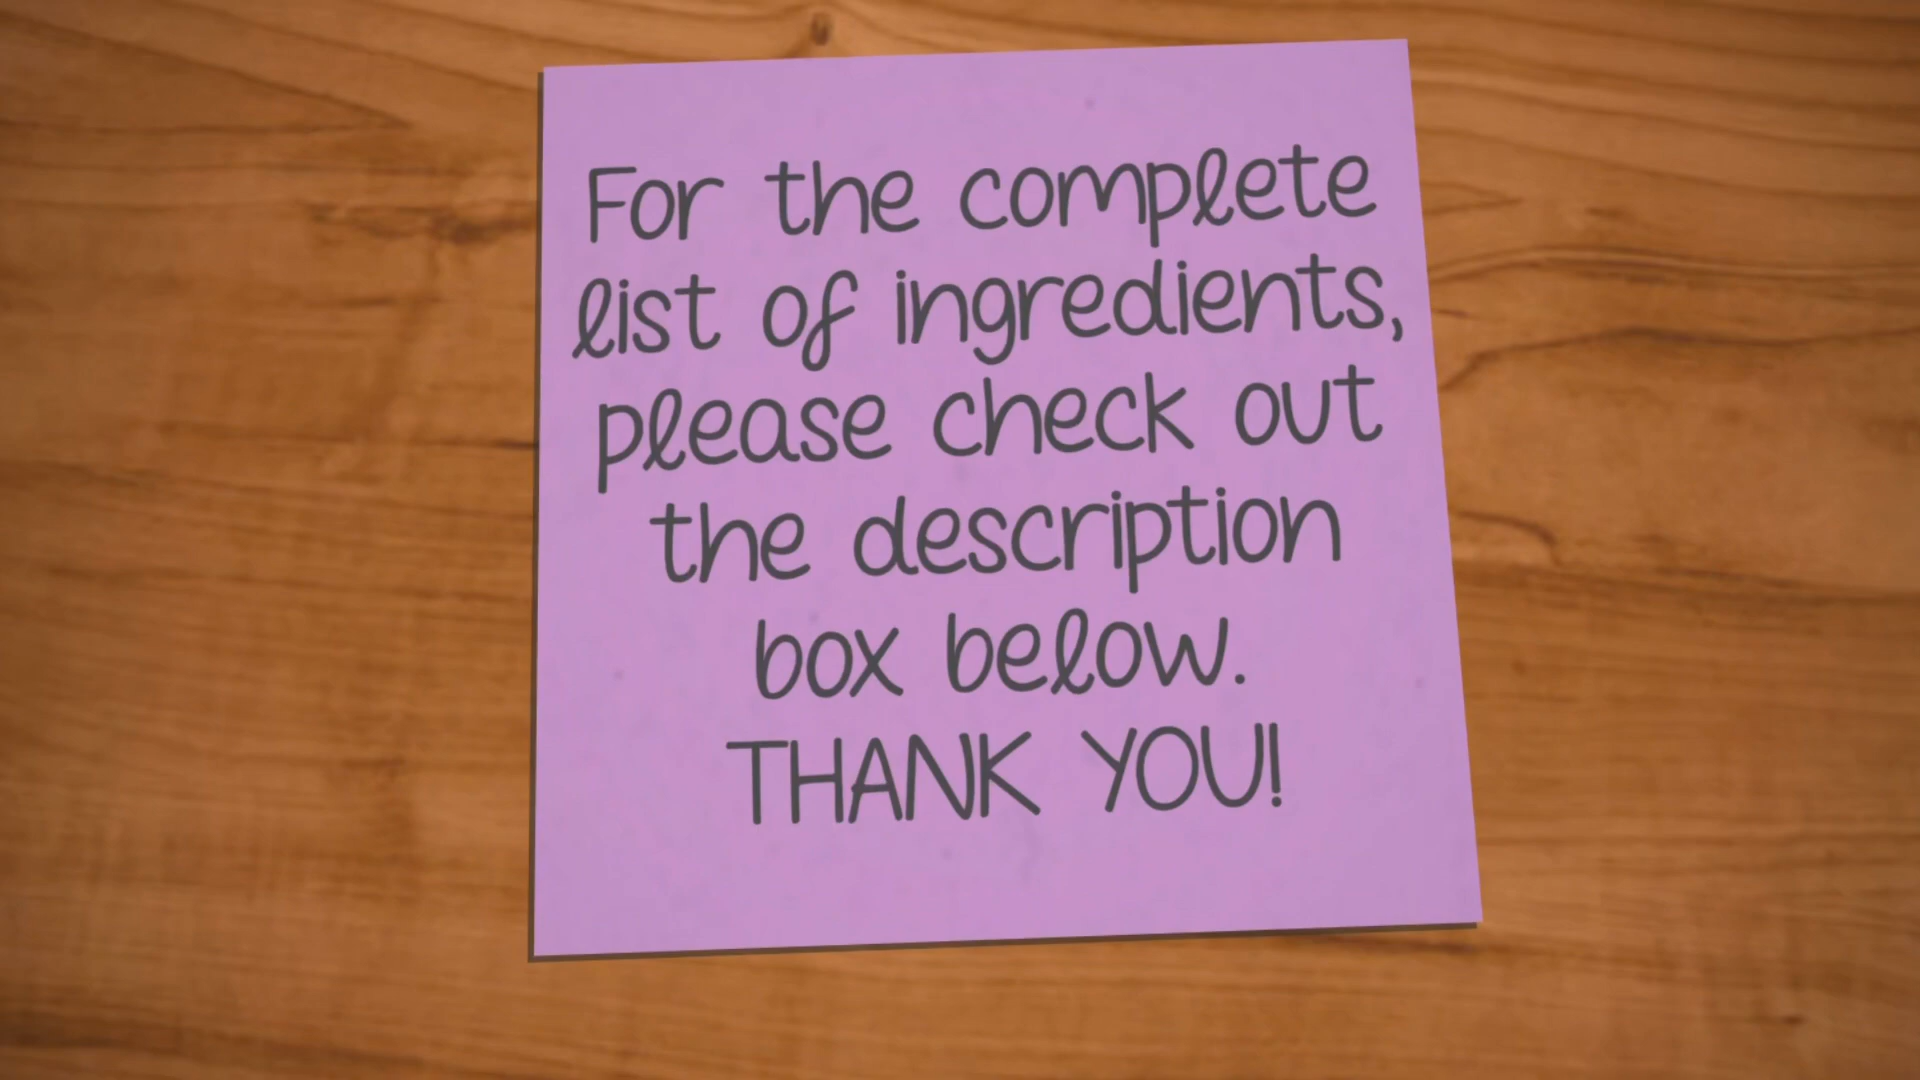 For the complete
list of ingredients,
please check out
the description
box below.
THANK YOU!